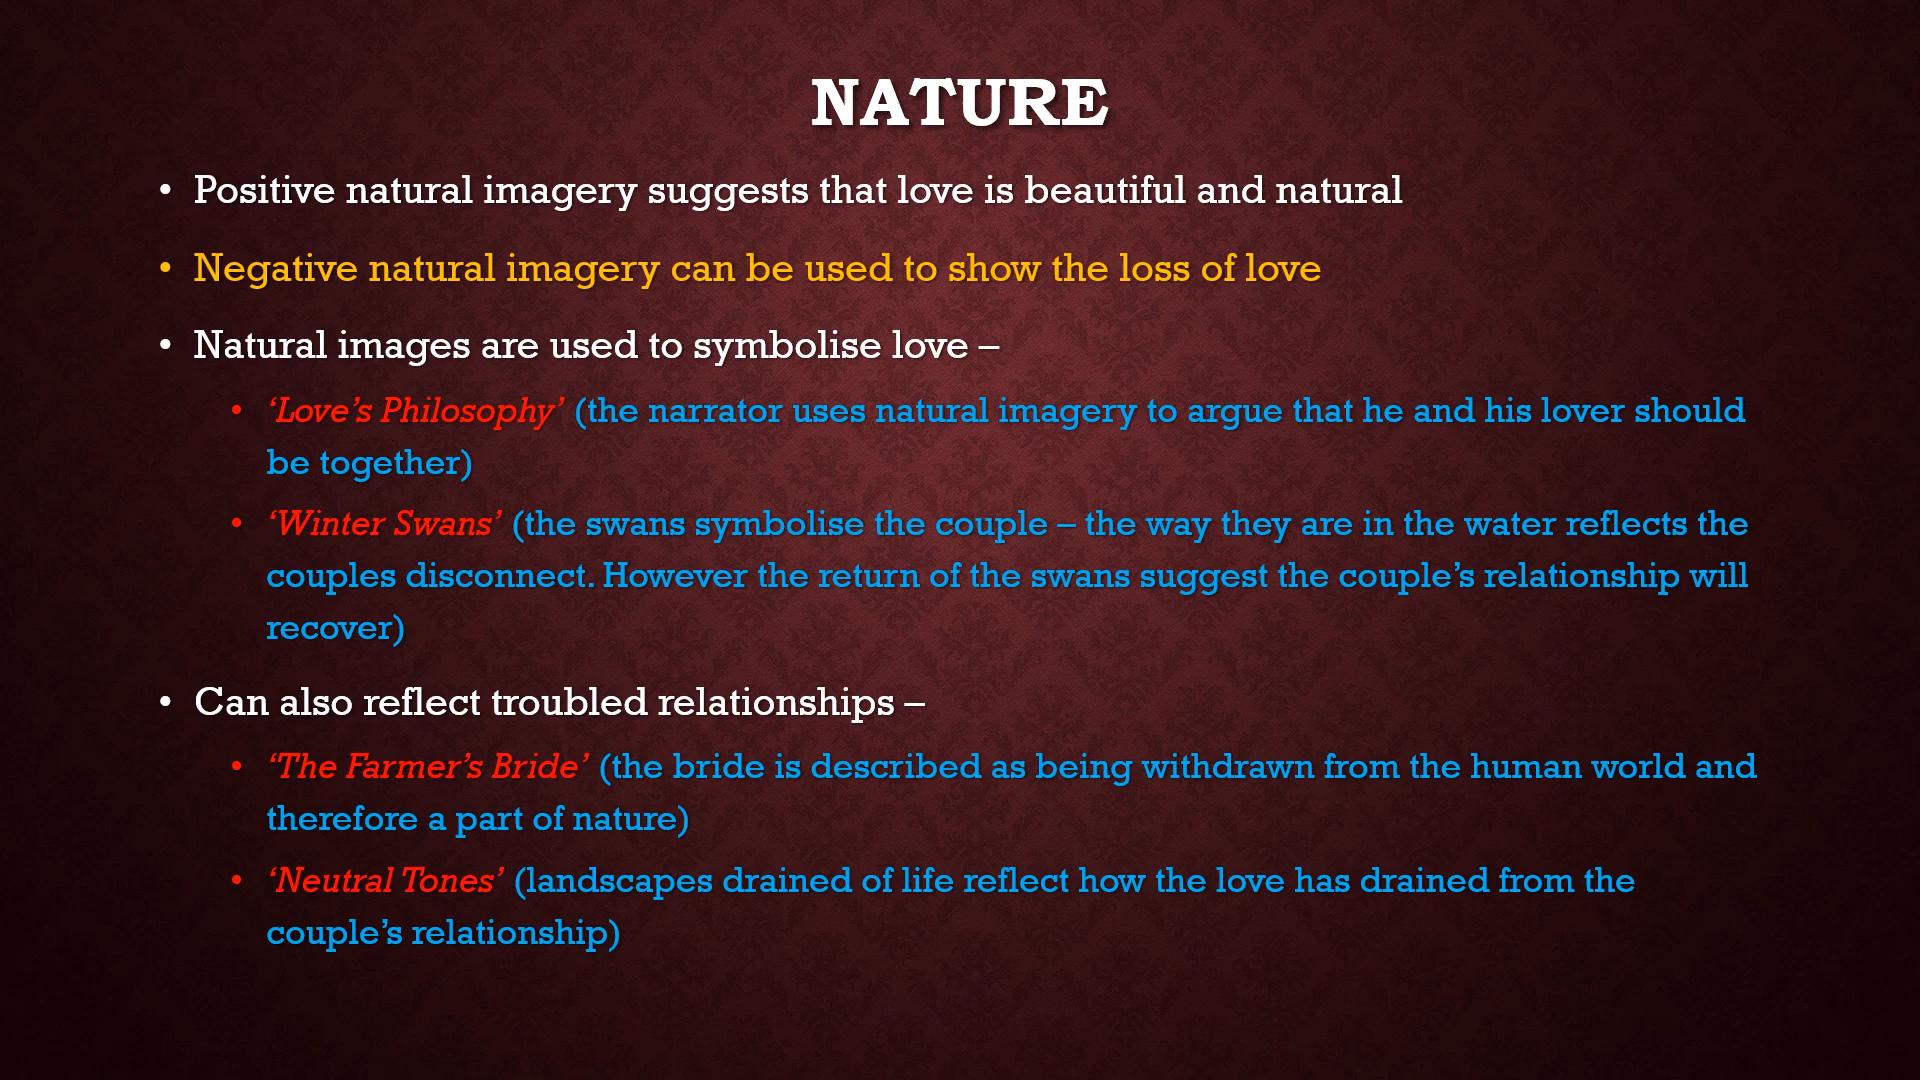 NATURE
• Positive natural imagery suggests that love is beautiful and natural
• Negative natural imagery can be used to show the loss of love
• Natural images are used to symbolise love –
• ‘Love’s Philosophy’ (the narrator uses natural imagery to argue that he and his lover should
be together)
• ‘Winter Swans’ (the swans symbolise the couple – the way they are in the water reflects the
couples disconnect. However the return of the swans suggest the couple’s relationship will
recover)
• Can also reflect troubled relationships –
• ‘The Farmer’s Bride’ (the bride is described as being withdrawn from the human world and
therefore a part of nature)
• ‘Neutral Tones’ (landscapes drained of life reflect how the love has drained from the
couple’s relationship)